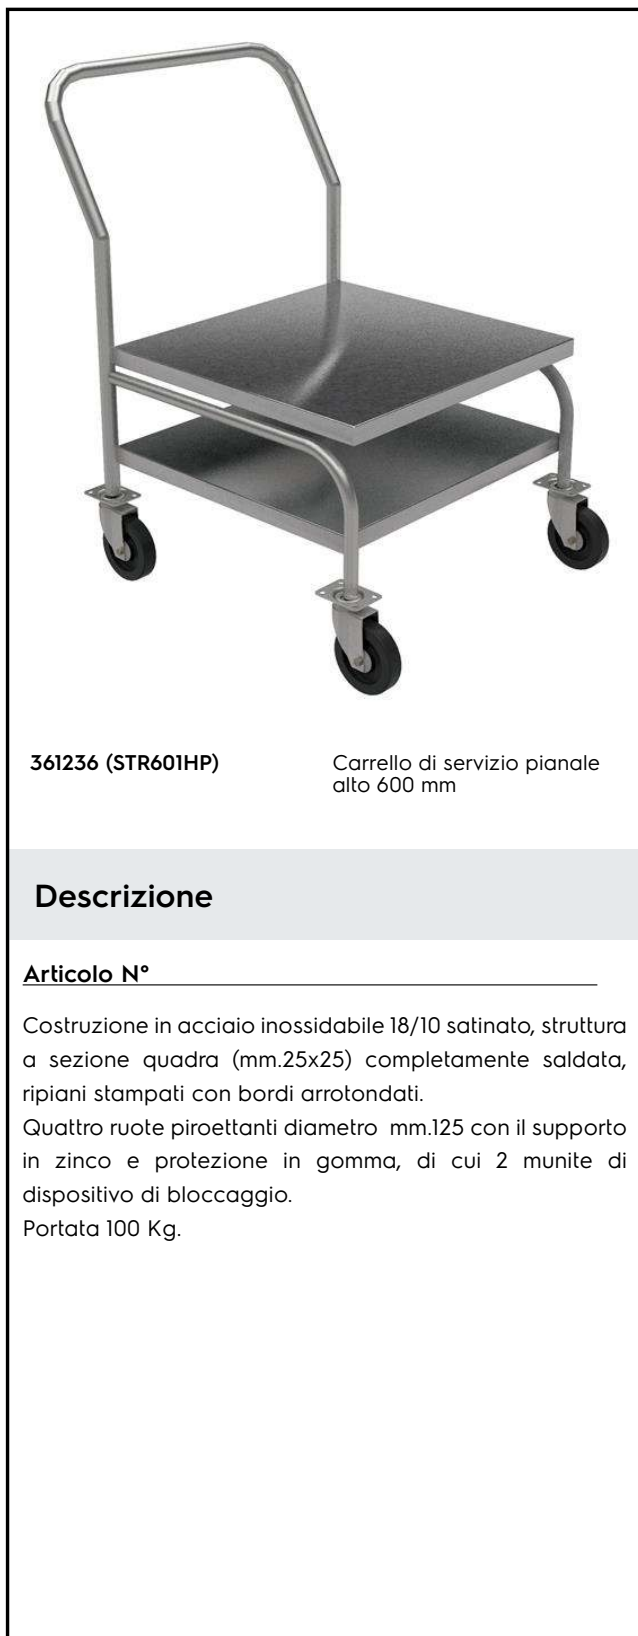 361236 (STR601HP)
Carrello di servizio pianale
alto 600 mm
Descrizione
Articolo N°
Costruzione in acciaio inossidabile 18/10 satinato, struttura
a sezione quadra (mm.25x25) completamente saldata,
ripiani stampati con bordi arrotondati.
Quattro ruote piroettanti diametro mm.125 con il supporto
in zinco e protezione in gomma, di cui 2 munite di
dispositivo di bloccaggio.
Portata 100 Kg.